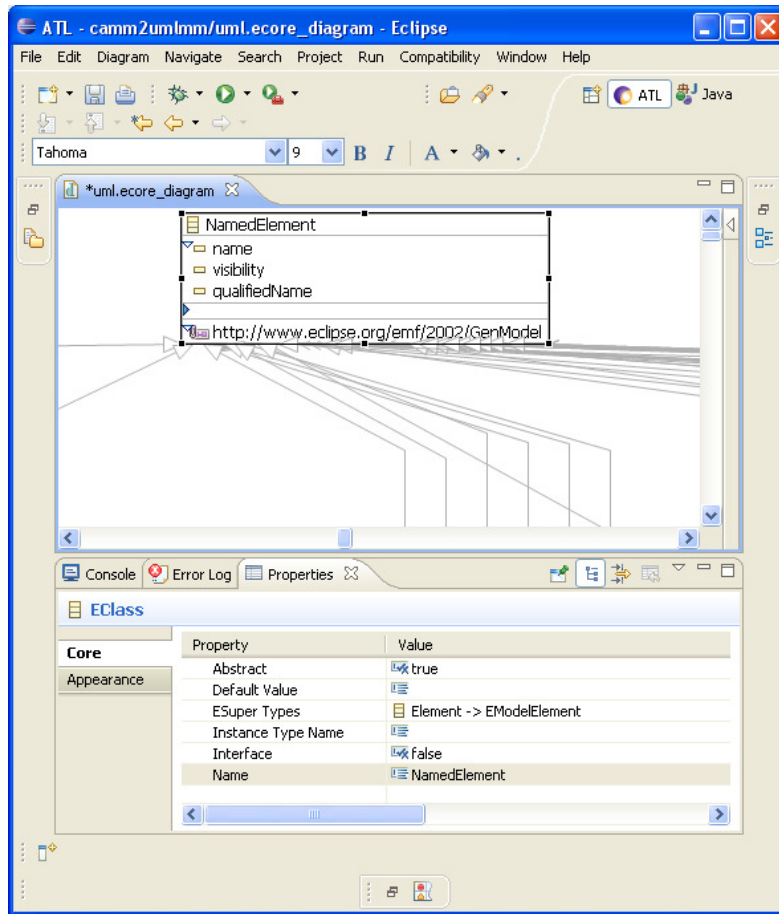 ATL - camm2umlmm/uml.ecore_diagram - Eclipse
File Edit Diagram Navigate Search Project Run Compatibility Window Help
ATL Java
Tahoma 9 B I A
*uml.ecore_diagram
NamedElement
name
visibility
qualifiedName
http://www.eclipse.org/emf/2002/GenModel
Console Error Log Properties
EClass
Core
Appearance
Property Value
Abstract true
Default Value
ESuper Types Element -> EModelElement
Instance Type Name
Interface false
Name NamedElement